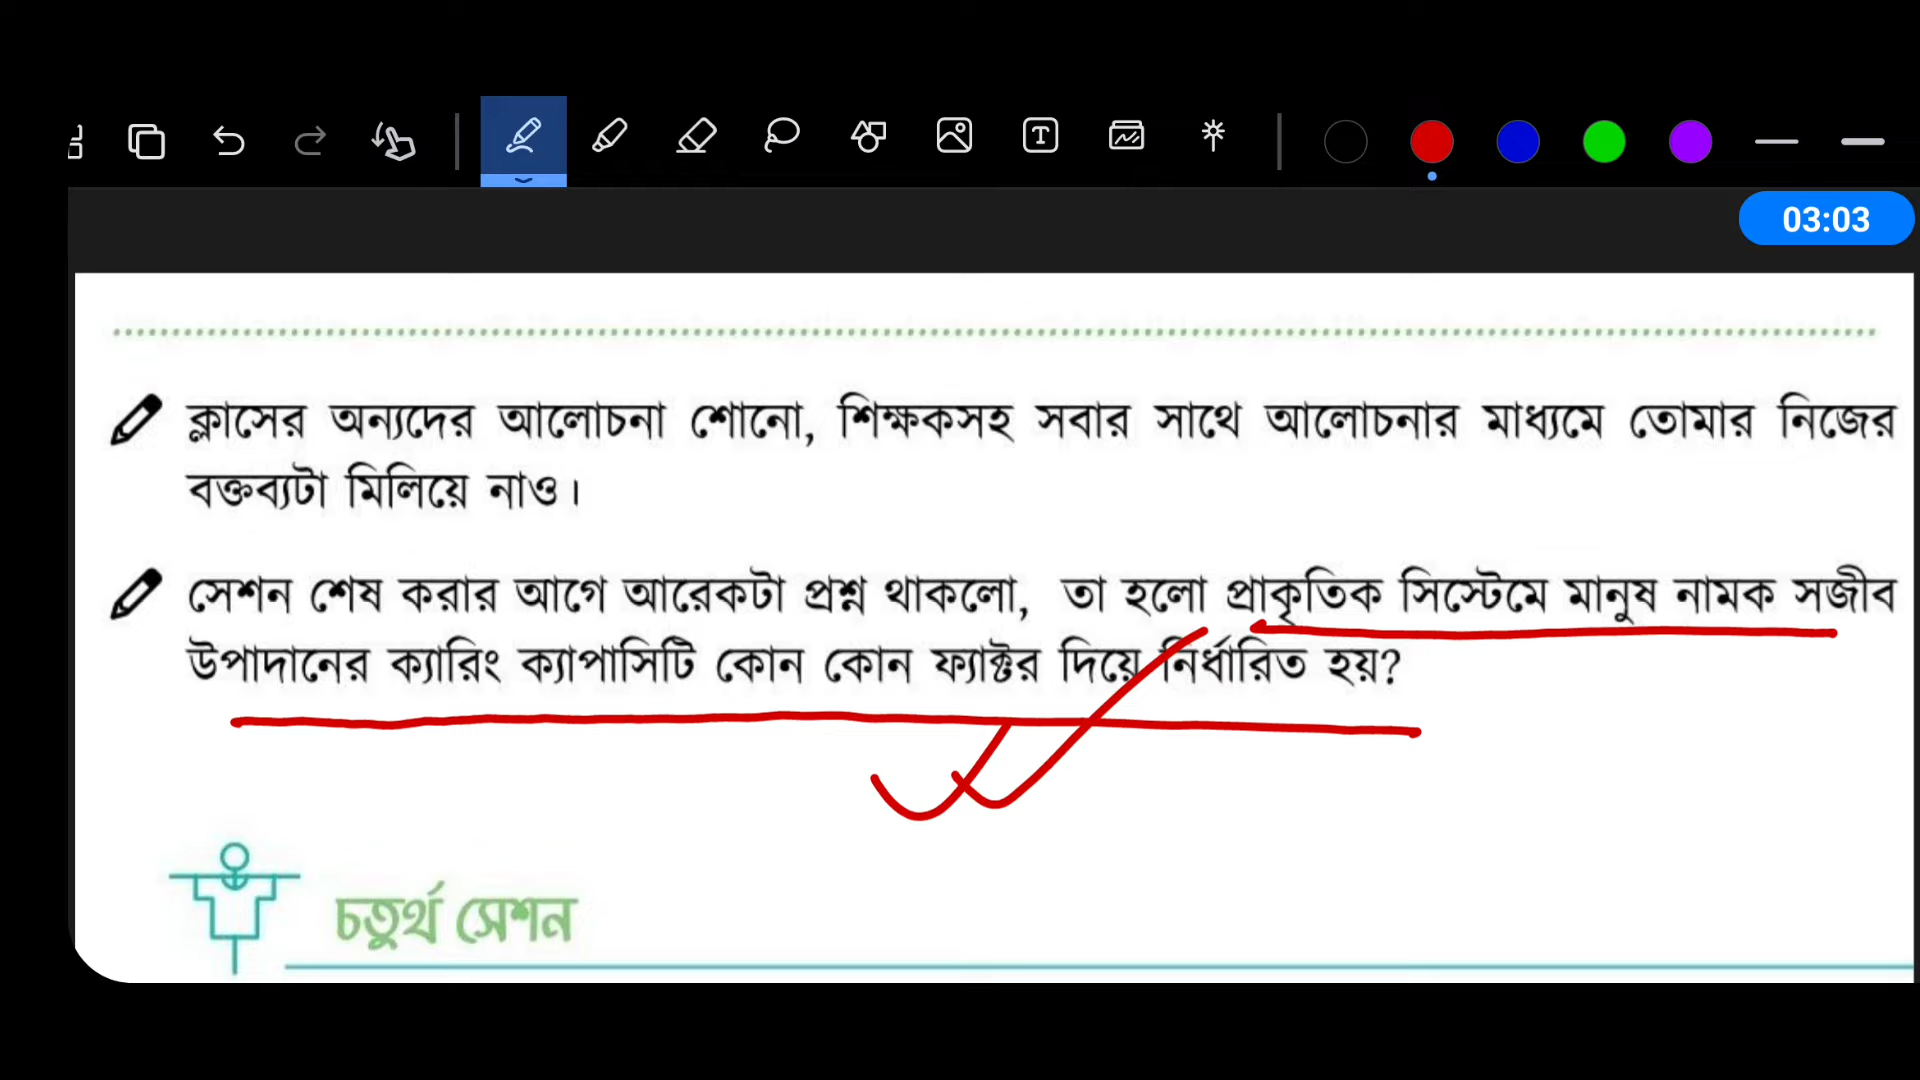 03:03
ক্লাসের অন্যদের আলোচনা শোনো, শিক্ষকসহ সবার সাথে আলোচনার মাধ্যমে তোমার নিজের
বক্তব্যটা মিলিয়ে নাও।
সেশন শেষ করার আগে আরেকটা প্রশ্ন থাকলো, তা হলো প্রাকৃতিক সিস্টেমে মানুষ নামক সজীব
উপাদানের ক্যারিং ক্যাপাসিটি কোন কোন ফ্যাক্টর দিয়ে নির্ধারিত হয়?
চতুর্থ সেশন